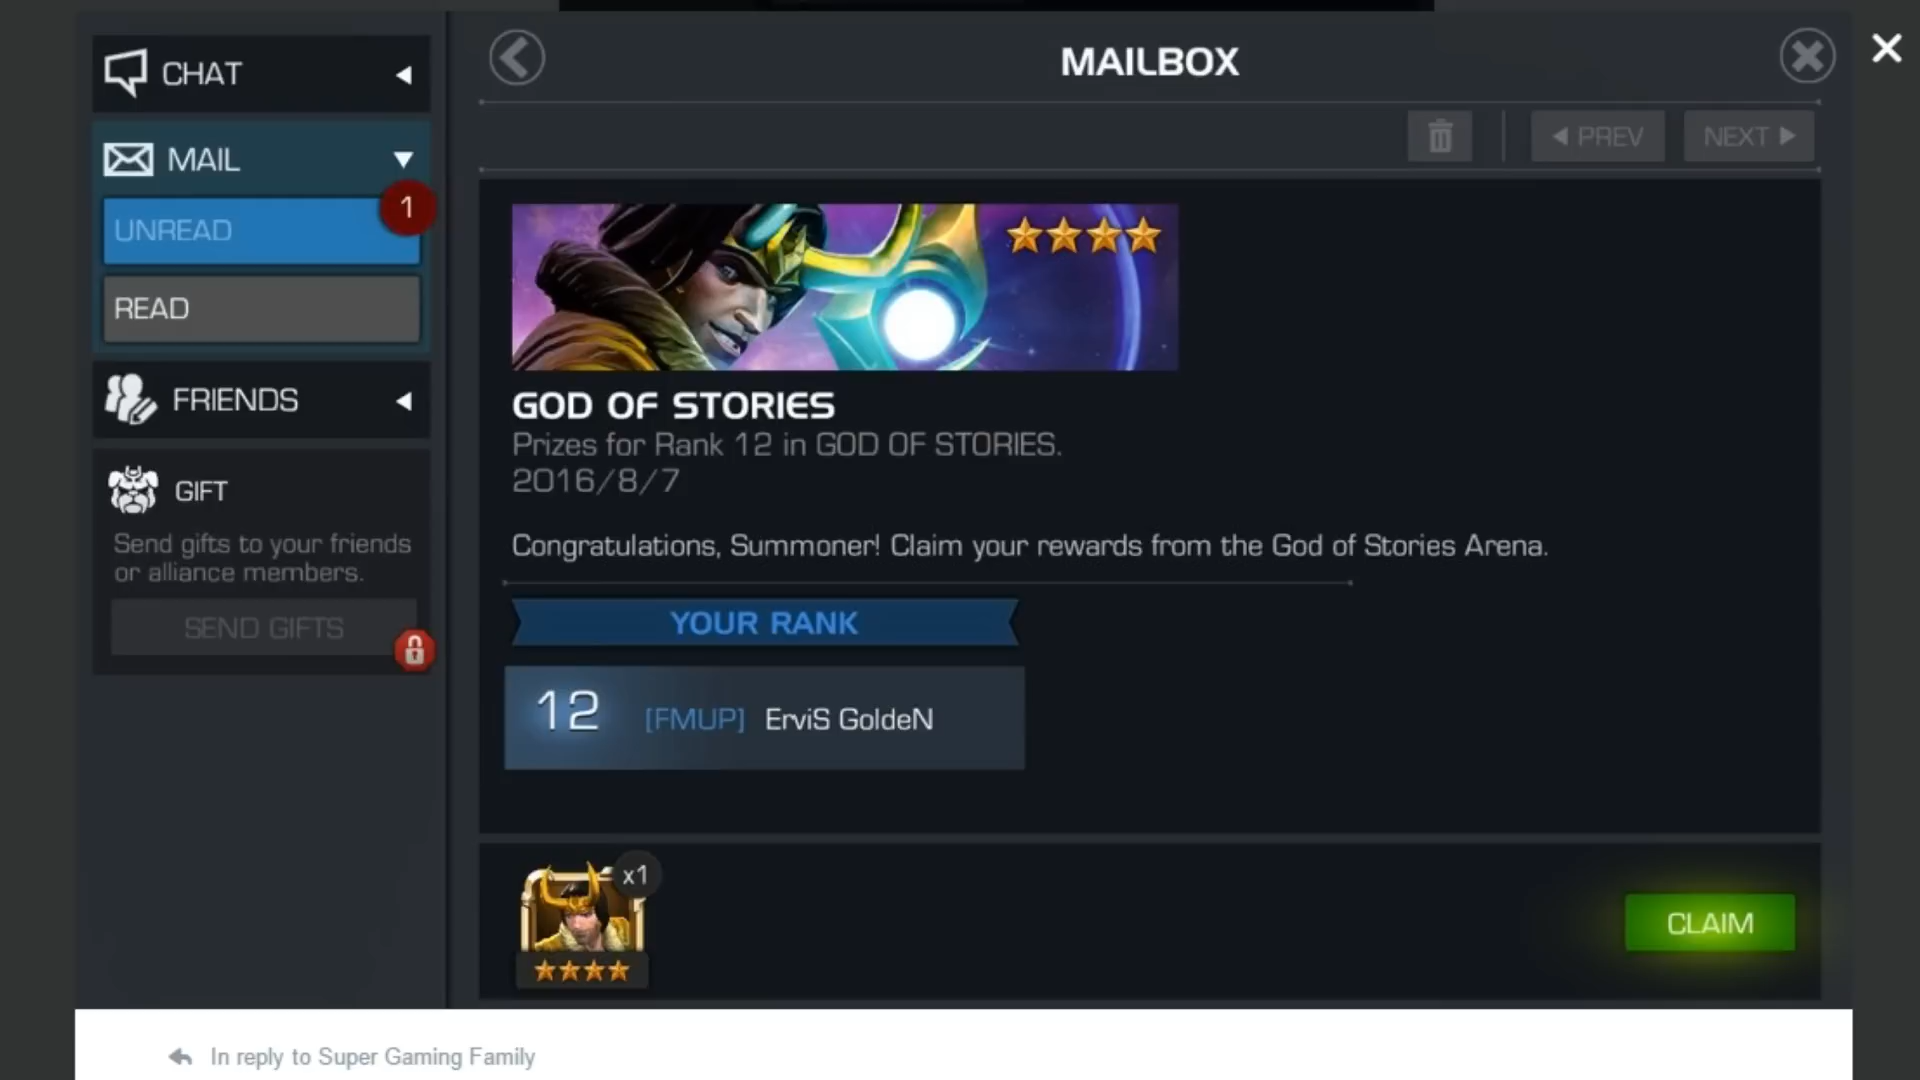 CHAT
MAIL
1
UNREAD
READ
FRIENDS
GIFT
Send gifts to your friends
or alliance members.
SEND GIFTS
MAILBOX
PREV
NEXT
GOD OF STORIES
Prizes for Rank 12 in GOD OF STORIES.
2016/8/7
Congratulations, Summoner! Claim your rewards from the God of Stories Arena.
YOUR RANK
12 [FMUP] ErviS GoldeN
x1
CLAIM
In reply to Super Gaming Family